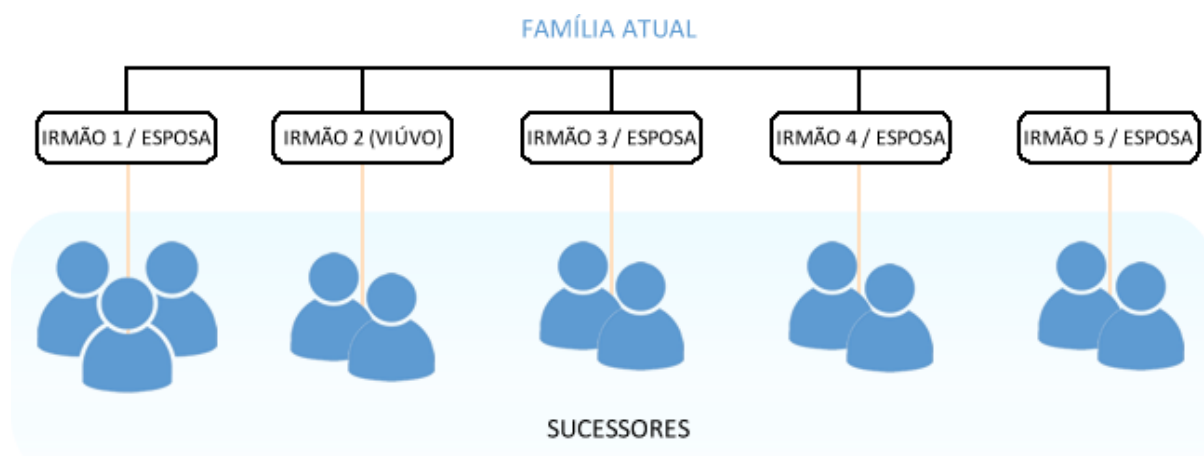 FAMÍLIA ATUAL
IRMÃO 1 / ESPOSA
IRMÃO 2 (VIÚVO)
IRMÃO 3 / ESPOSA
IRMÃO 4 / ESPOSA
IRMÃO 5 / ESPOSA
SUCESSORES